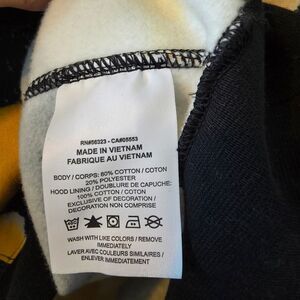 RN#56323 - CA#05553
MADE IN VIETNAM
FABRIQUE AU VIETNAM
BODY / CORPS: 80% COTTON / COTON
20% POLYESTER
HOOD LINING / DOUBLURE DE CAPUCHE:
100% COTTON / COTON
EXCLUSIVE OF DECORATION /
DECORATION NON COMPRISE
WASH WITH LIKE COLORS / REMOVE
IMMEDIATELY
LAVER AVEC COULEURS SIMILAIRES /
ENLEVER IMMEDIATEMENT